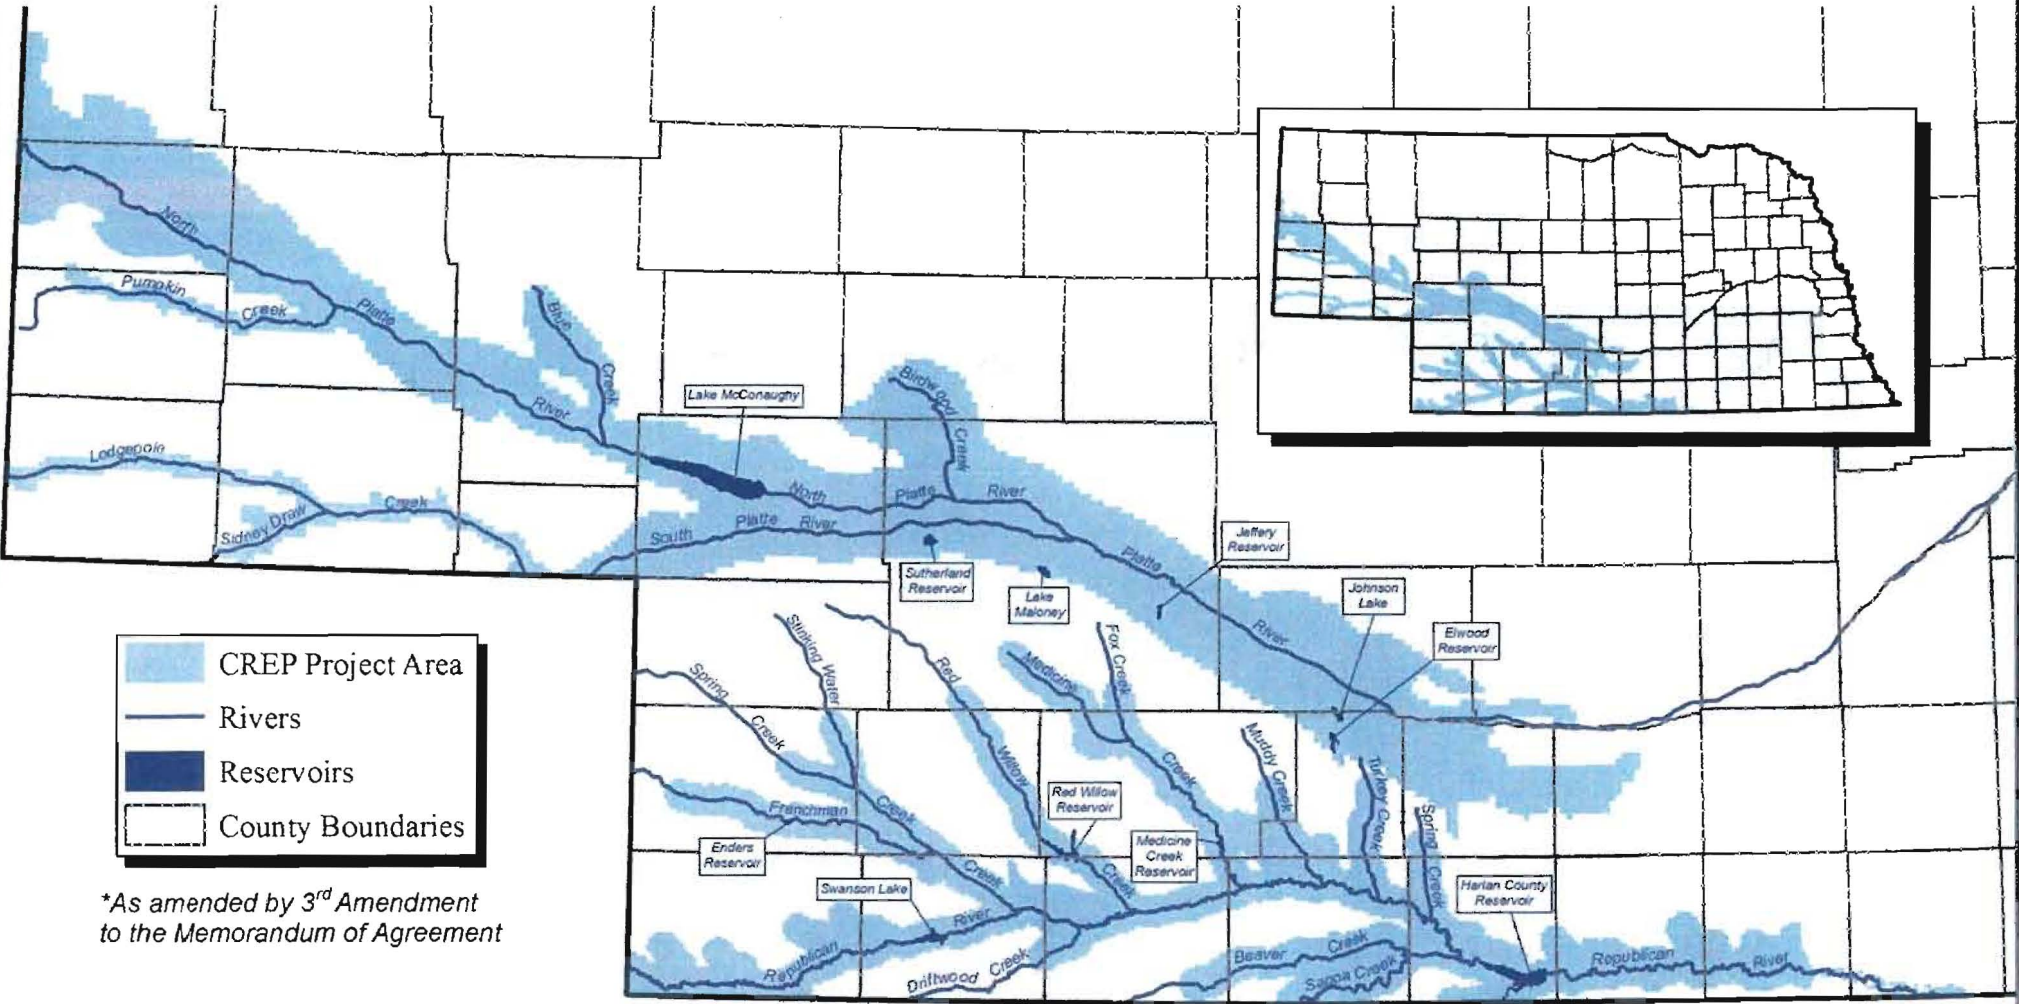 North
Platte
River
Pumpkin
Creek
Blue
Creek
Lodgepole
Creek
Sidney Draw
Lake McConaughy
North
Platte
River
Birdwood
Creek
South
Platte
River
Sutherland
Reservoir
Lake
Maloney
Platte
River
Jeffery
Reservoir
Johnson
Lake
Elwood
Reservoir
Stinking Water
Creek
Spring
Creek
Red
Willow
Creek
Medicine
Creek
Fox Creek
Muddy Creek
Turkey Creek
Spring Creek
Frenchman
Creek
Enders
Reservoir
Red Willow
Reservoir
Medicine
Creek
Reservoir
Swanson Lake
Harlan County
Reservoir
Republican
River
Driftwood
Creek
Beaver
Creek
Sappa Creek
Republican
River
CREP Project Area
Rivers
Reservoirs
County Boundaries
*As amended by 3rd Amendment
to the Memorandum of Agreement